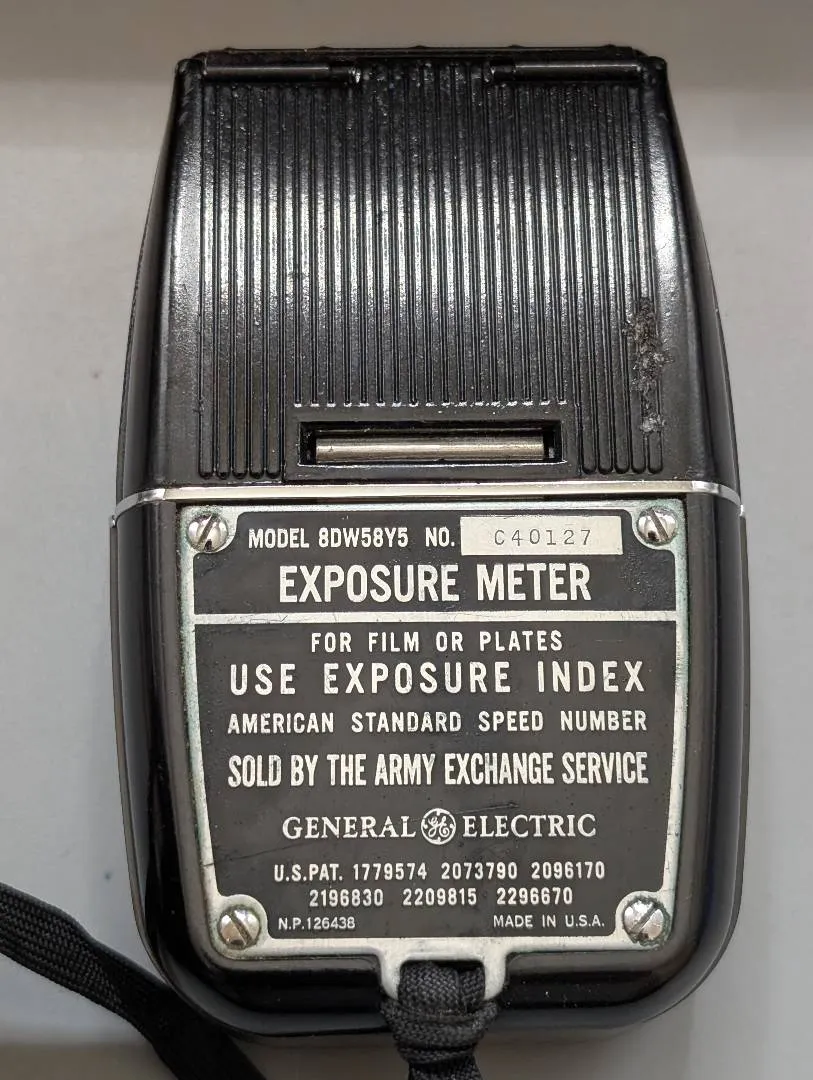 MODEL 8DW58Y5 NO. C40127
EXPOSURE METER
FOR FILM OR PLATES
USE EXPOSURE INDEX
AMERICAN STANDARD SPEED NUMBER
SOLD BY THE ARMY EXCHANGE SERVICE
GENERAL GE ELECTRIC
U.S.PAT. 1779574 2073790 2096170
2196830 2209815 2296670
N.P.126438 MADE IN U.S.A.